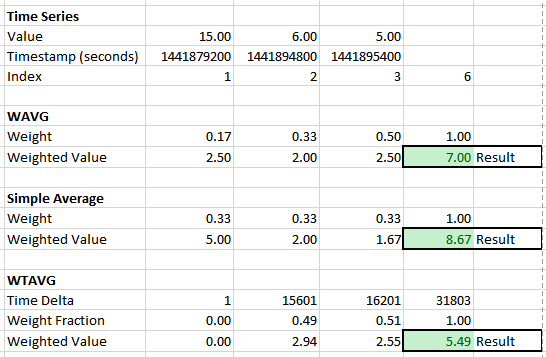 Time Series
Value 15.00 6.00 5.00
Timestamp (seconds) 1441879200 1441894800 1441895400
Index 1 2 3 6
WAVG
Weight 0.17 0.33 0.50 1.00
Weighted Value 2.50 2.00 2.50 7.00 Result
Simple Average
Weight 0.33 0.33 0.33 1.00
Weighted Value 5.00 2.00 1.67 8.67 Result
WTAVG
Time Delta 1 15601 16201 31803
Weight Fraction 0.00 0.49 0.51 1.00
Weighted Value 0.00 2.94 2.55 5.49 Result